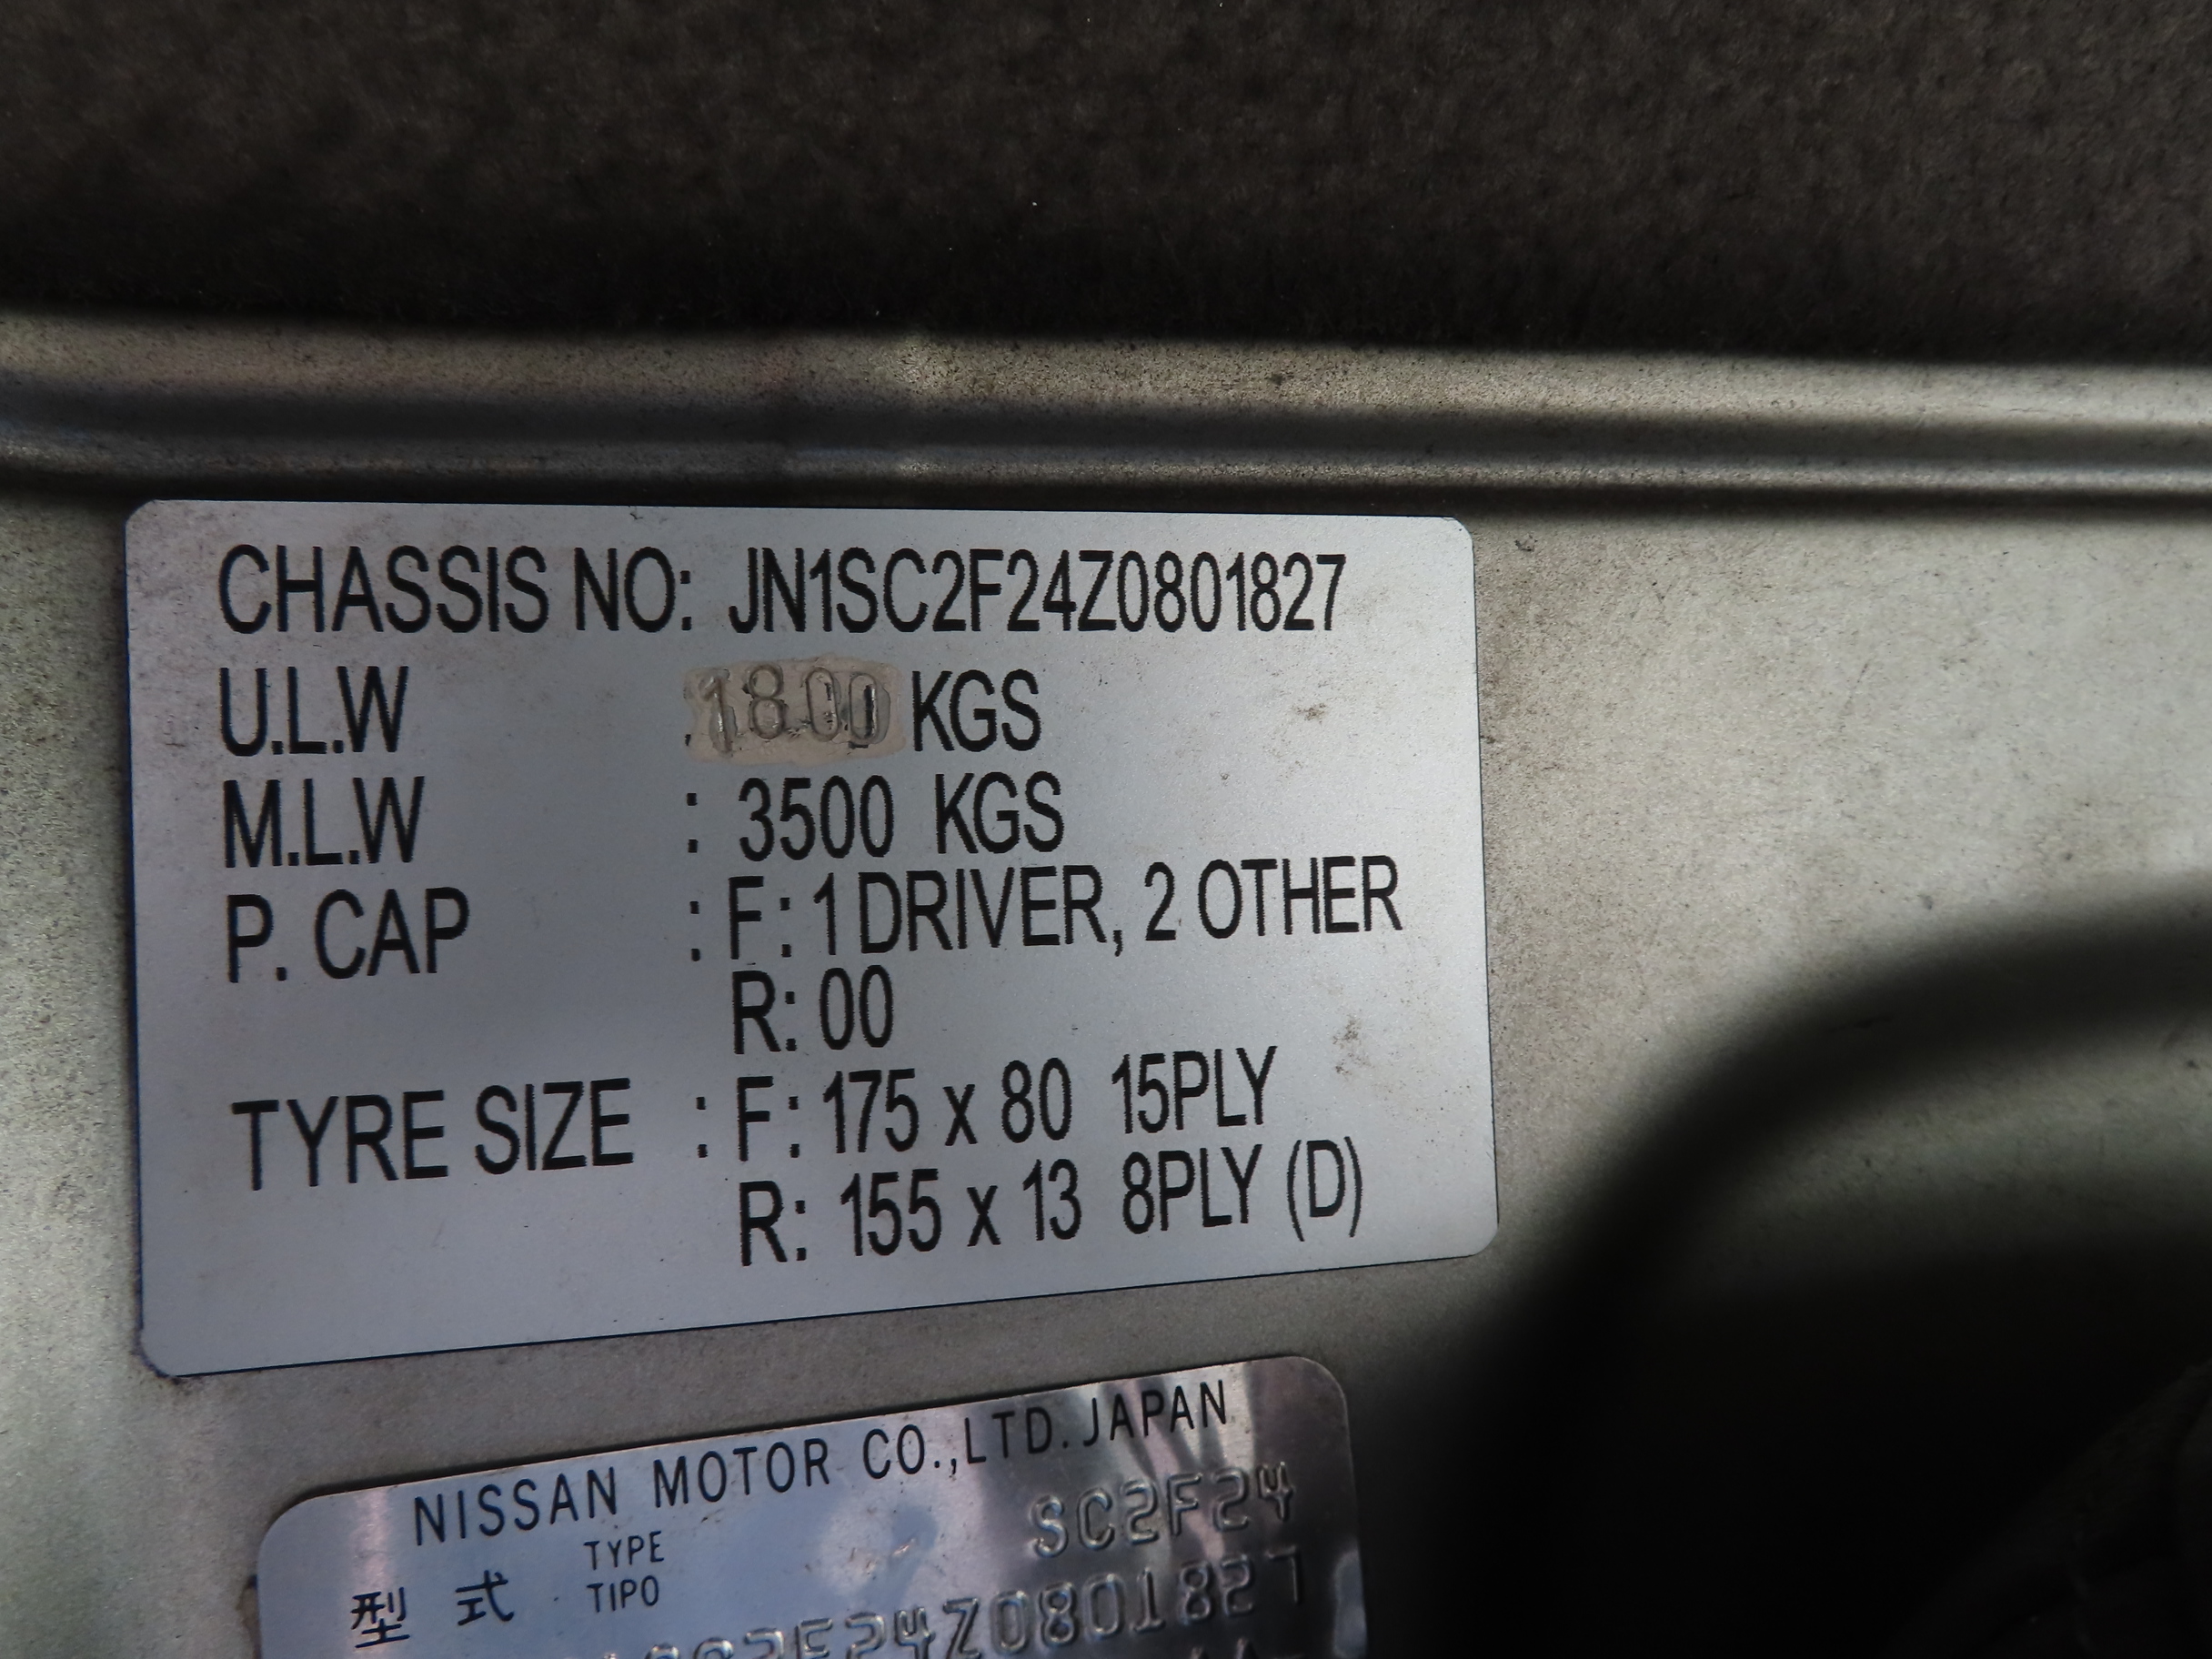 CHASSIS NO: JN1SC2F24Z0801827
U.L.W : 1800 KGS
M.L.W : 3500 KGS
P. CAP : F: 1 DRIVER, 2 OTHER
R: 00
TYRE SIZE : F: 175 x 80 15PLY
R: 155 x 13 8PLY (D)
NISSAN MOTOR CO.,LTD. JAPAN
型式 TYPE SC2F24
TIPO